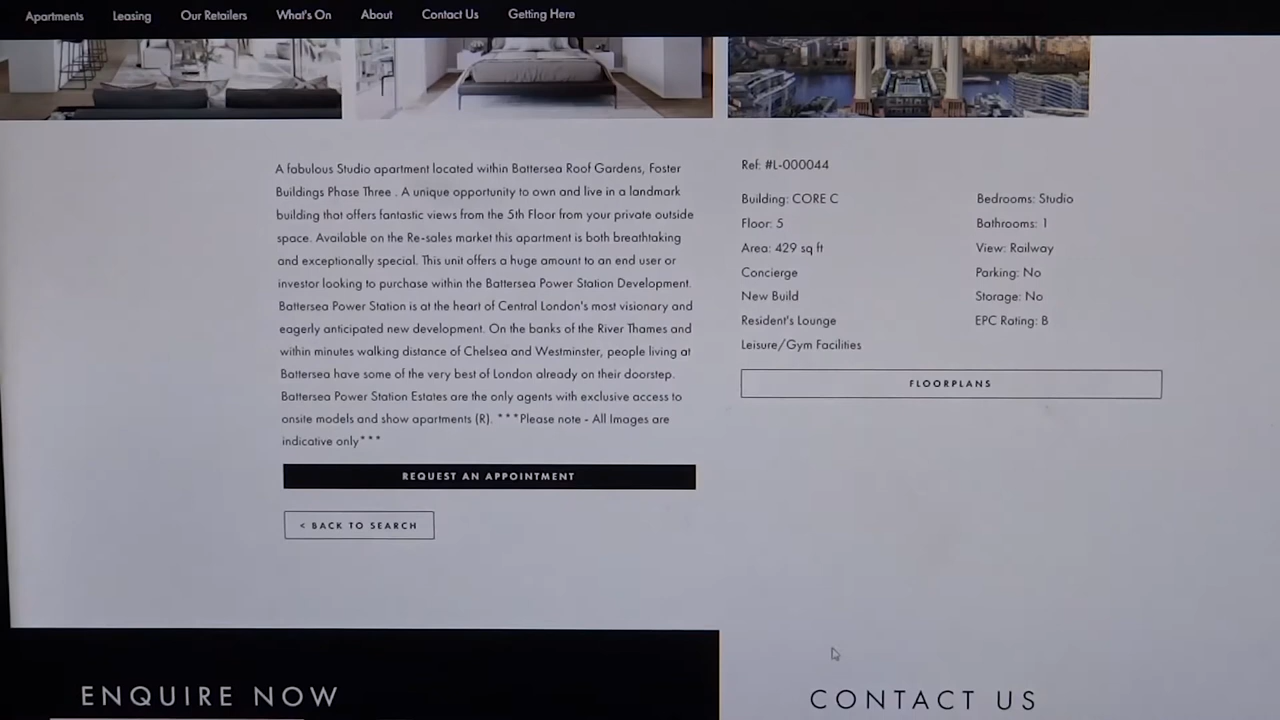 Apartments Leasing Our Retailers What's On About Contact Us Getting Here
A fabulous Studio apartment located within Battersea Roof Gardens, Foster
Buildings Phase Three . A unique opportunity to own and live in a landmark
building that offers fantastic views from the 5th Floor from your private outside
space. Available on the Re-sales market this apartment is both breathtaking
and exceptionally special. This unit offers a huge amount to an end user or
investor looking to purchase within the Battersea Power Station Development.
Battersea Power Station is at the heart of Central London's most visionary and
eagerly anticipated new development. On the banks of the River Thames and
within minutes walking distance of Chelsea and Westminster, people living at
Battersea have some of the very best of London already on their doorstep.
Battersea Power Station Estates are the only agents with exclusive access to
onsite models and show apartments (R). ***Please note - All Images are
indicative only***
REQUEST AN APPOINTMENT
< BACK TO SEARCH
Ref: #L-000044
Building: CORE C
Floor: 5
Area: 429 sq ft
Concierge
New Build
Resident's Lounge
Leisure/Gym Facilities
Bedrooms: Studio
Bathrooms: 1
View: Railway
Parking: No
Storage: No
EPC Rating: B
FLOORPLANS
ENQUIRE NOW
CONTACT US